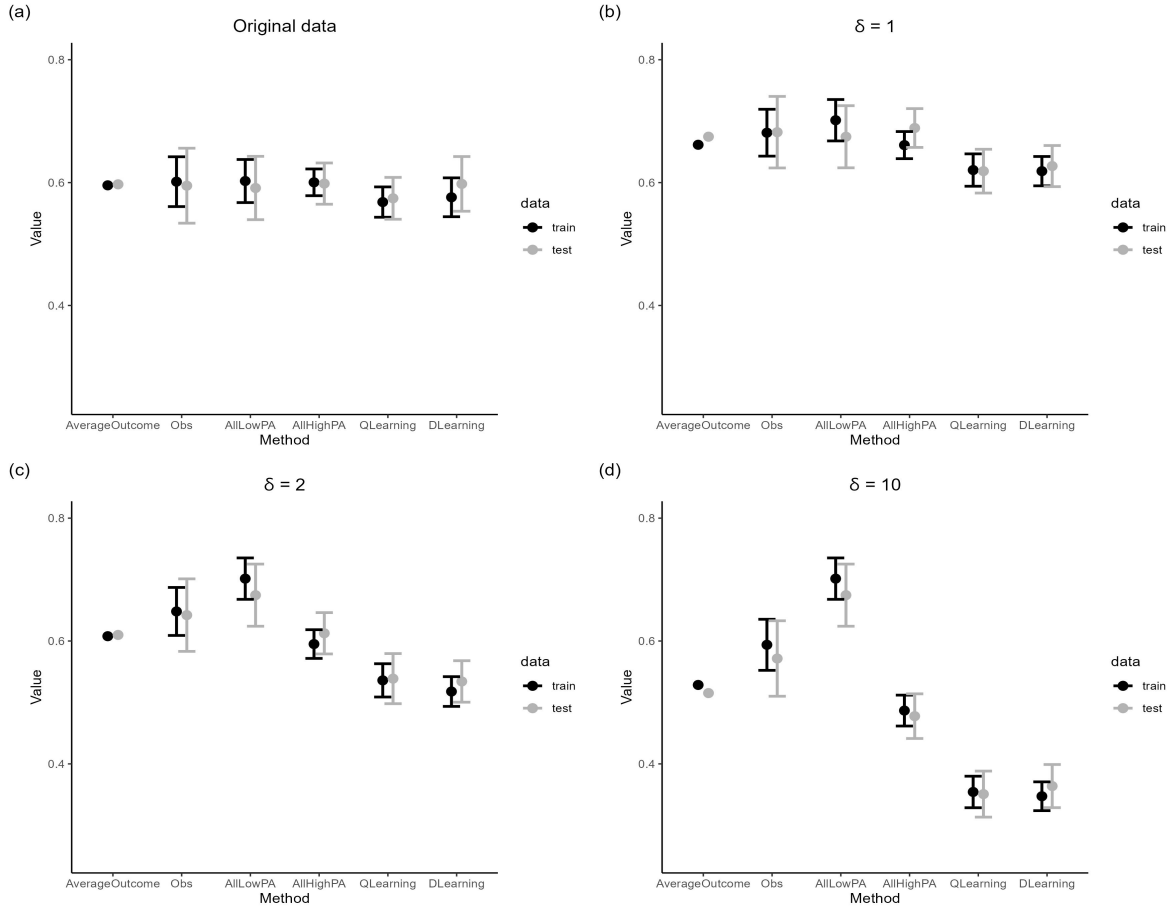 (a)
Original data
0.8
0.6
0.4
Value
AverageOutcome Obs AllLowPA AllHighPA QLearning DLearning
Method
data
train
test
(b)
δ = 1
0.8
0.6
0.4
Value
AverageOutcome Obs AllLowPA AllHighPA QLearning DLearning
Method
data
train
test
(c)
δ = 2
0.8
0.6
0.4
Value
AverageOutcome Obs AllLowPA AllHighPA QLearning DLearning
Method
data
train
test
(d)
δ = 10
0.8
0.6
0.4
Value
AverageOutcome Obs AllLowPA AllHighPA QLearning DLearning
Method
data
train
test